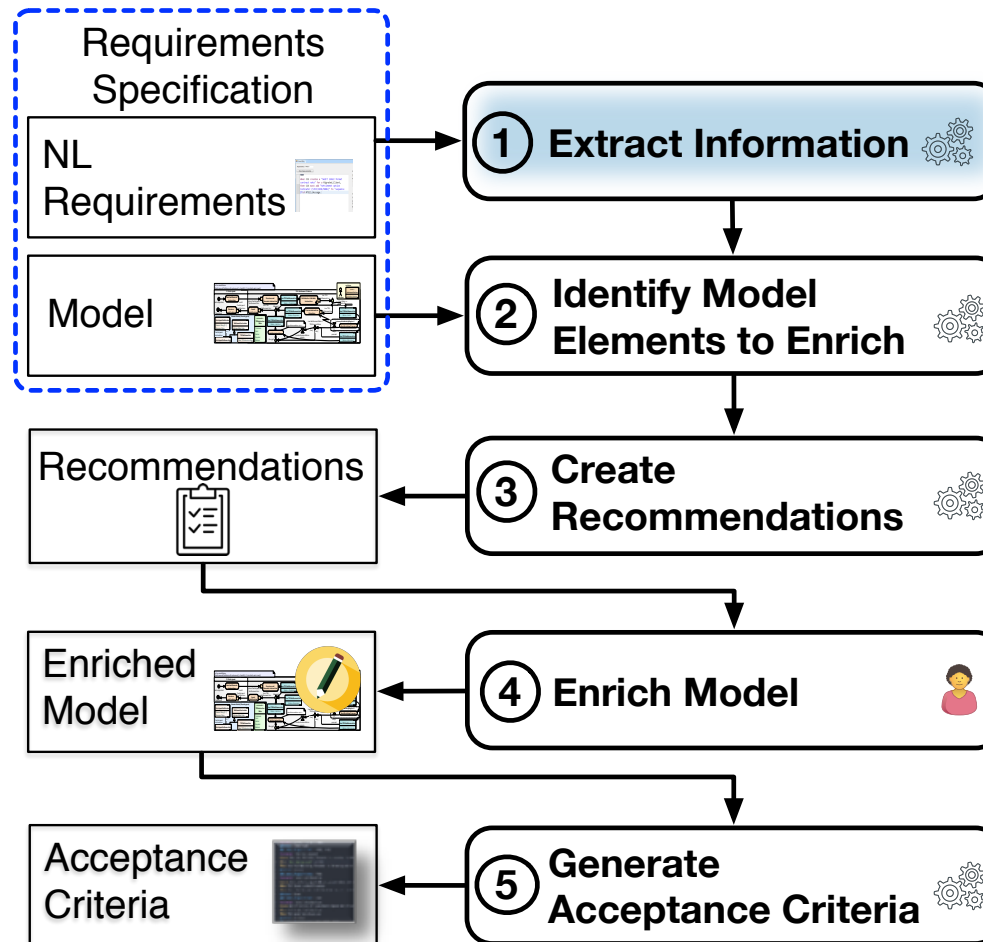 Requirements
Specification
NL
Requirements
1 Extract Information
Model
2 Identify Model
Elements to Enrich
Recommendations
3 Create
Recommendations
Enriched
Model
4 Enrich Model
Acceptance
Criteria
5 Generate
Acceptance Criteria